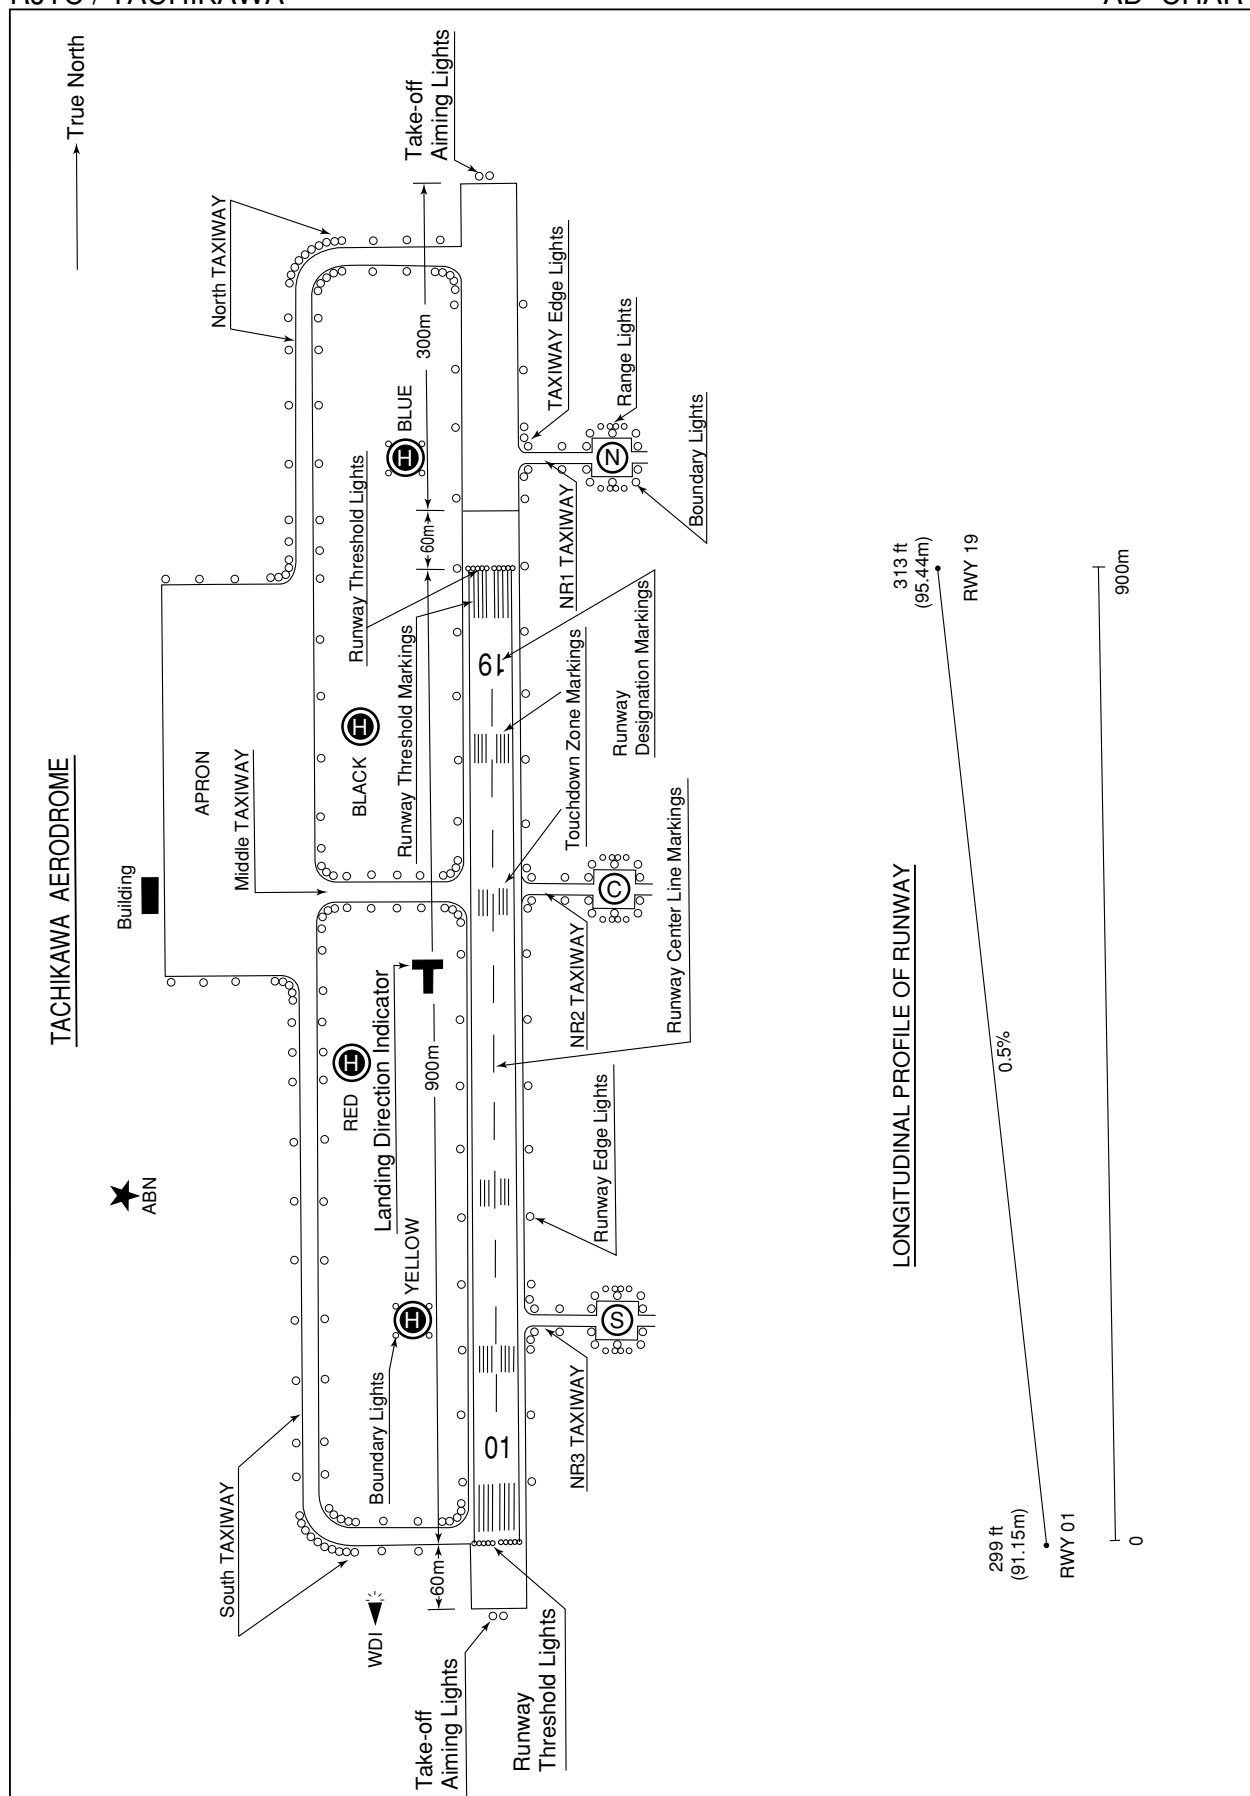 RJTC / TACHIKAWA
AD CHAR
TACHIKAWA AERODROME
True North
Take-off
Aiming Lights
North TAXIWAY
300m
TAXIWAY Edge Lights
Range Lights
BLUE
H
N
Boundary Lights
Runway Threshold Lights
60m
NR1 TAXIWAY
Runway Threshold Markings
19
Touchdown Zone Markings
Runway
Designation Markings
BLACK
H
APRON
Middle TAXIWAY
Building
C
Runway Center Line Markings
NR2 TAXIWAY
Landing Direction Indicator
900m
RED
H
ABN
Runway Edge Lights
YELLOW
H
S
Boundary Lights
NR3 TAXIWAY
01
South TAXIWAY
60m
WDI
Take-off
Aiming Lights
Runway
Threshold Lights
LONGITUDINAL PROFILE OF RUNWAY
313 ft
(95.44m)
RWY 19
900m
0.5%
299 ft
(91.15m)
RWY 01
0